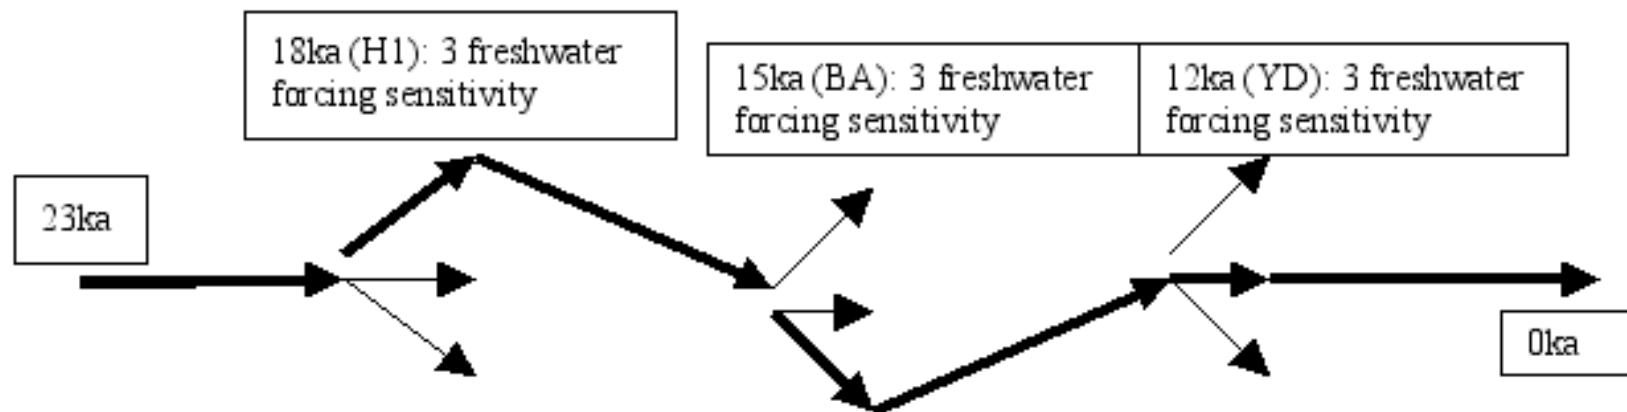 23ka
18ka (H1): 3 freshwater
forcing sensitivity
15ka (BA): 3 freshwater
forcing sensitivity
12ka (YD): 3 freshwater
forcing sensitivity
0ka